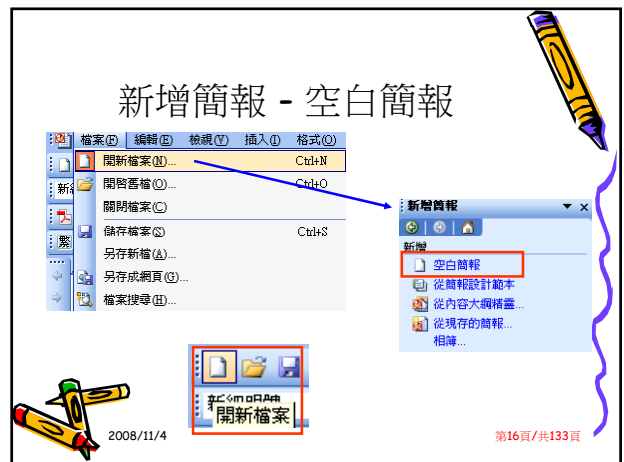 新增簡報 - 空白簡報
檔案(F) 編輯(E) 檢視(V) 插入(I) 格式(O)
開新檔案(N)... Ctrl+N
開啓舊檔(O)... Ctrl+O
關閉檔案(C)
儲存檔案(S) Ctrl+S
另存新檔(A)...
另存成網頁(G)...
檔案搜尋(H)...
新增簡報
新增
空白簡報
從簡報設計範本
從內容大綱精靈...
從現存的簡報...
相簿...
開新檔案
2008/11/4
第16頁/共133頁